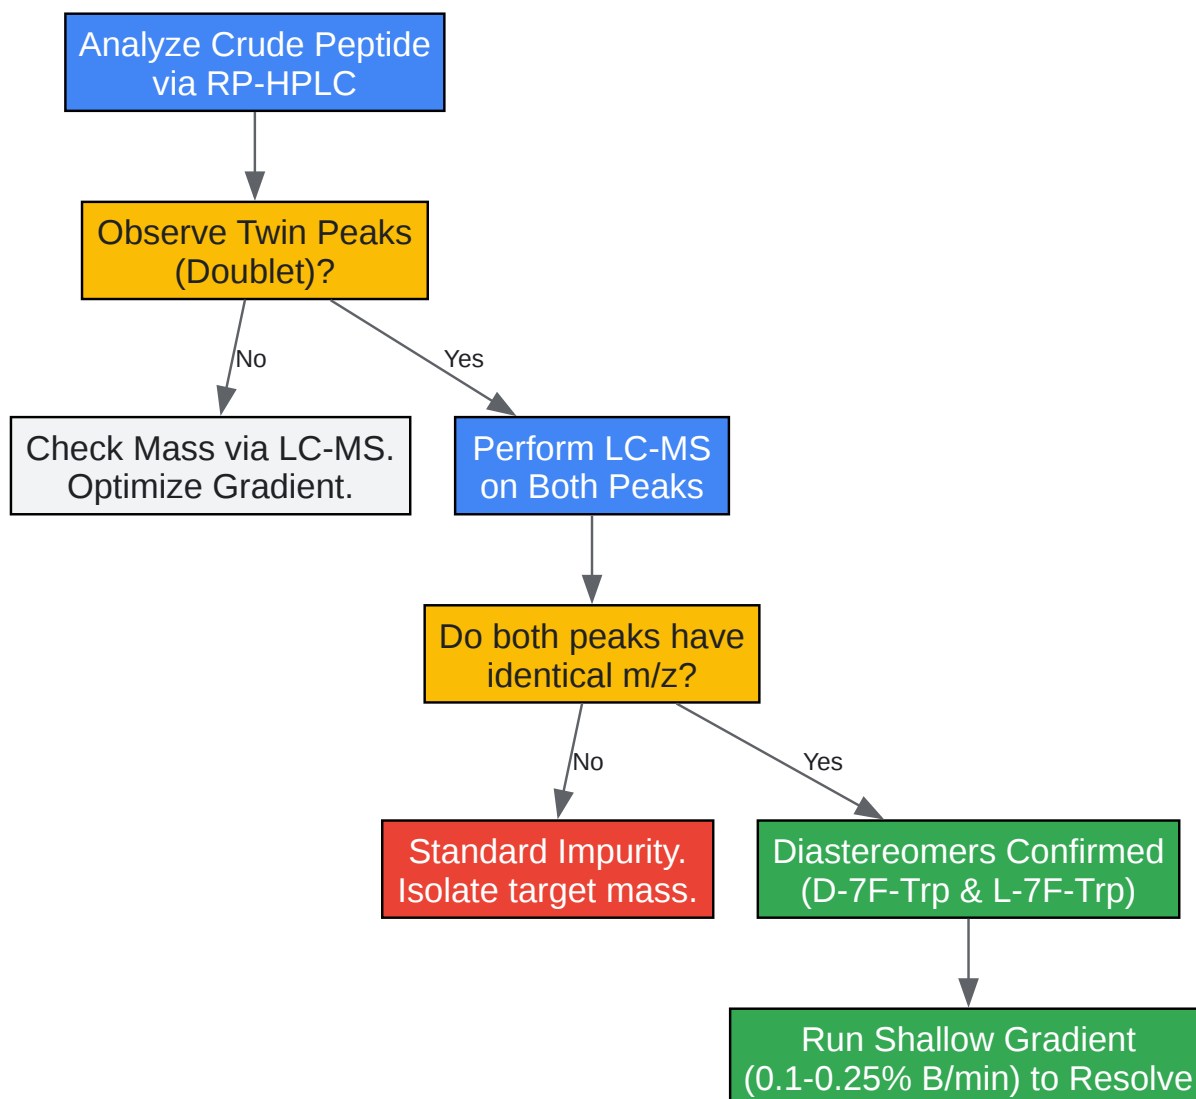 Analyze Crude Peptide
via RP-HPLC
Observe Twin Peaks
(Doublet)?
No
Yes
Check Mass via LC-MS.
Optimize Gradient.
Perform LC-MS
on Both Peaks
Do both peaks have
identical m/z?
No
Yes
Standard Impurity.
Isolate target mass.
Diastereomers Confirmed
(D-7F-Trp & L-7F-Trp)
Run Shallow Gradient
(0.1-0.25% B/min) to Resolve